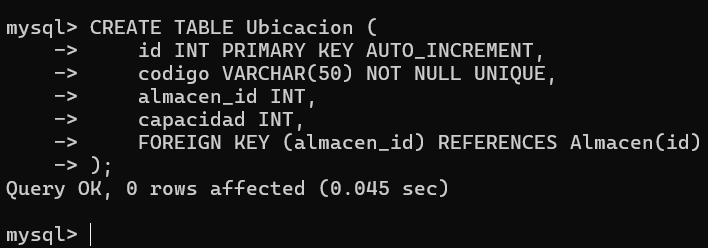 mysql> CREATE TABLE Ubicacion (
    ->     id INT PRIMARY KEY AUTO_INCREMENT,
    ->     codigo VARCHAR(50) NOT NULL UNIQUE,
    ->     almacen_id INT,
    ->     capacidad INT,
    ->     FOREIGN KEY (almacen_id) REFERENCES Almacen(id)
    -> );
Query OK, 0 rows affected (0.045 sec)
mysql>